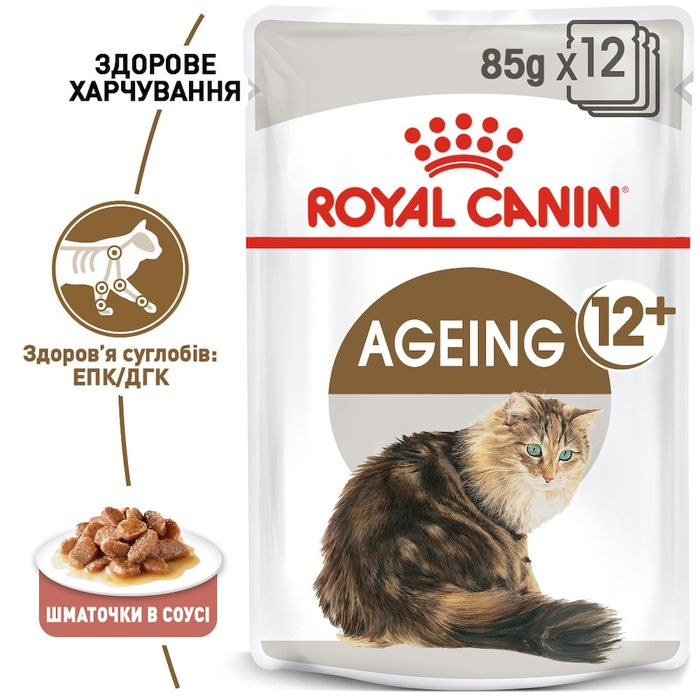 ЗДОРОВЕ
ХАРЧУВАННЯ
Здоров’я суглобів:
ЕПК/ДГК
ШМАТОЧКИ В СОУСІ
85g x12
ROYAL CANIN®
AGEING 12+